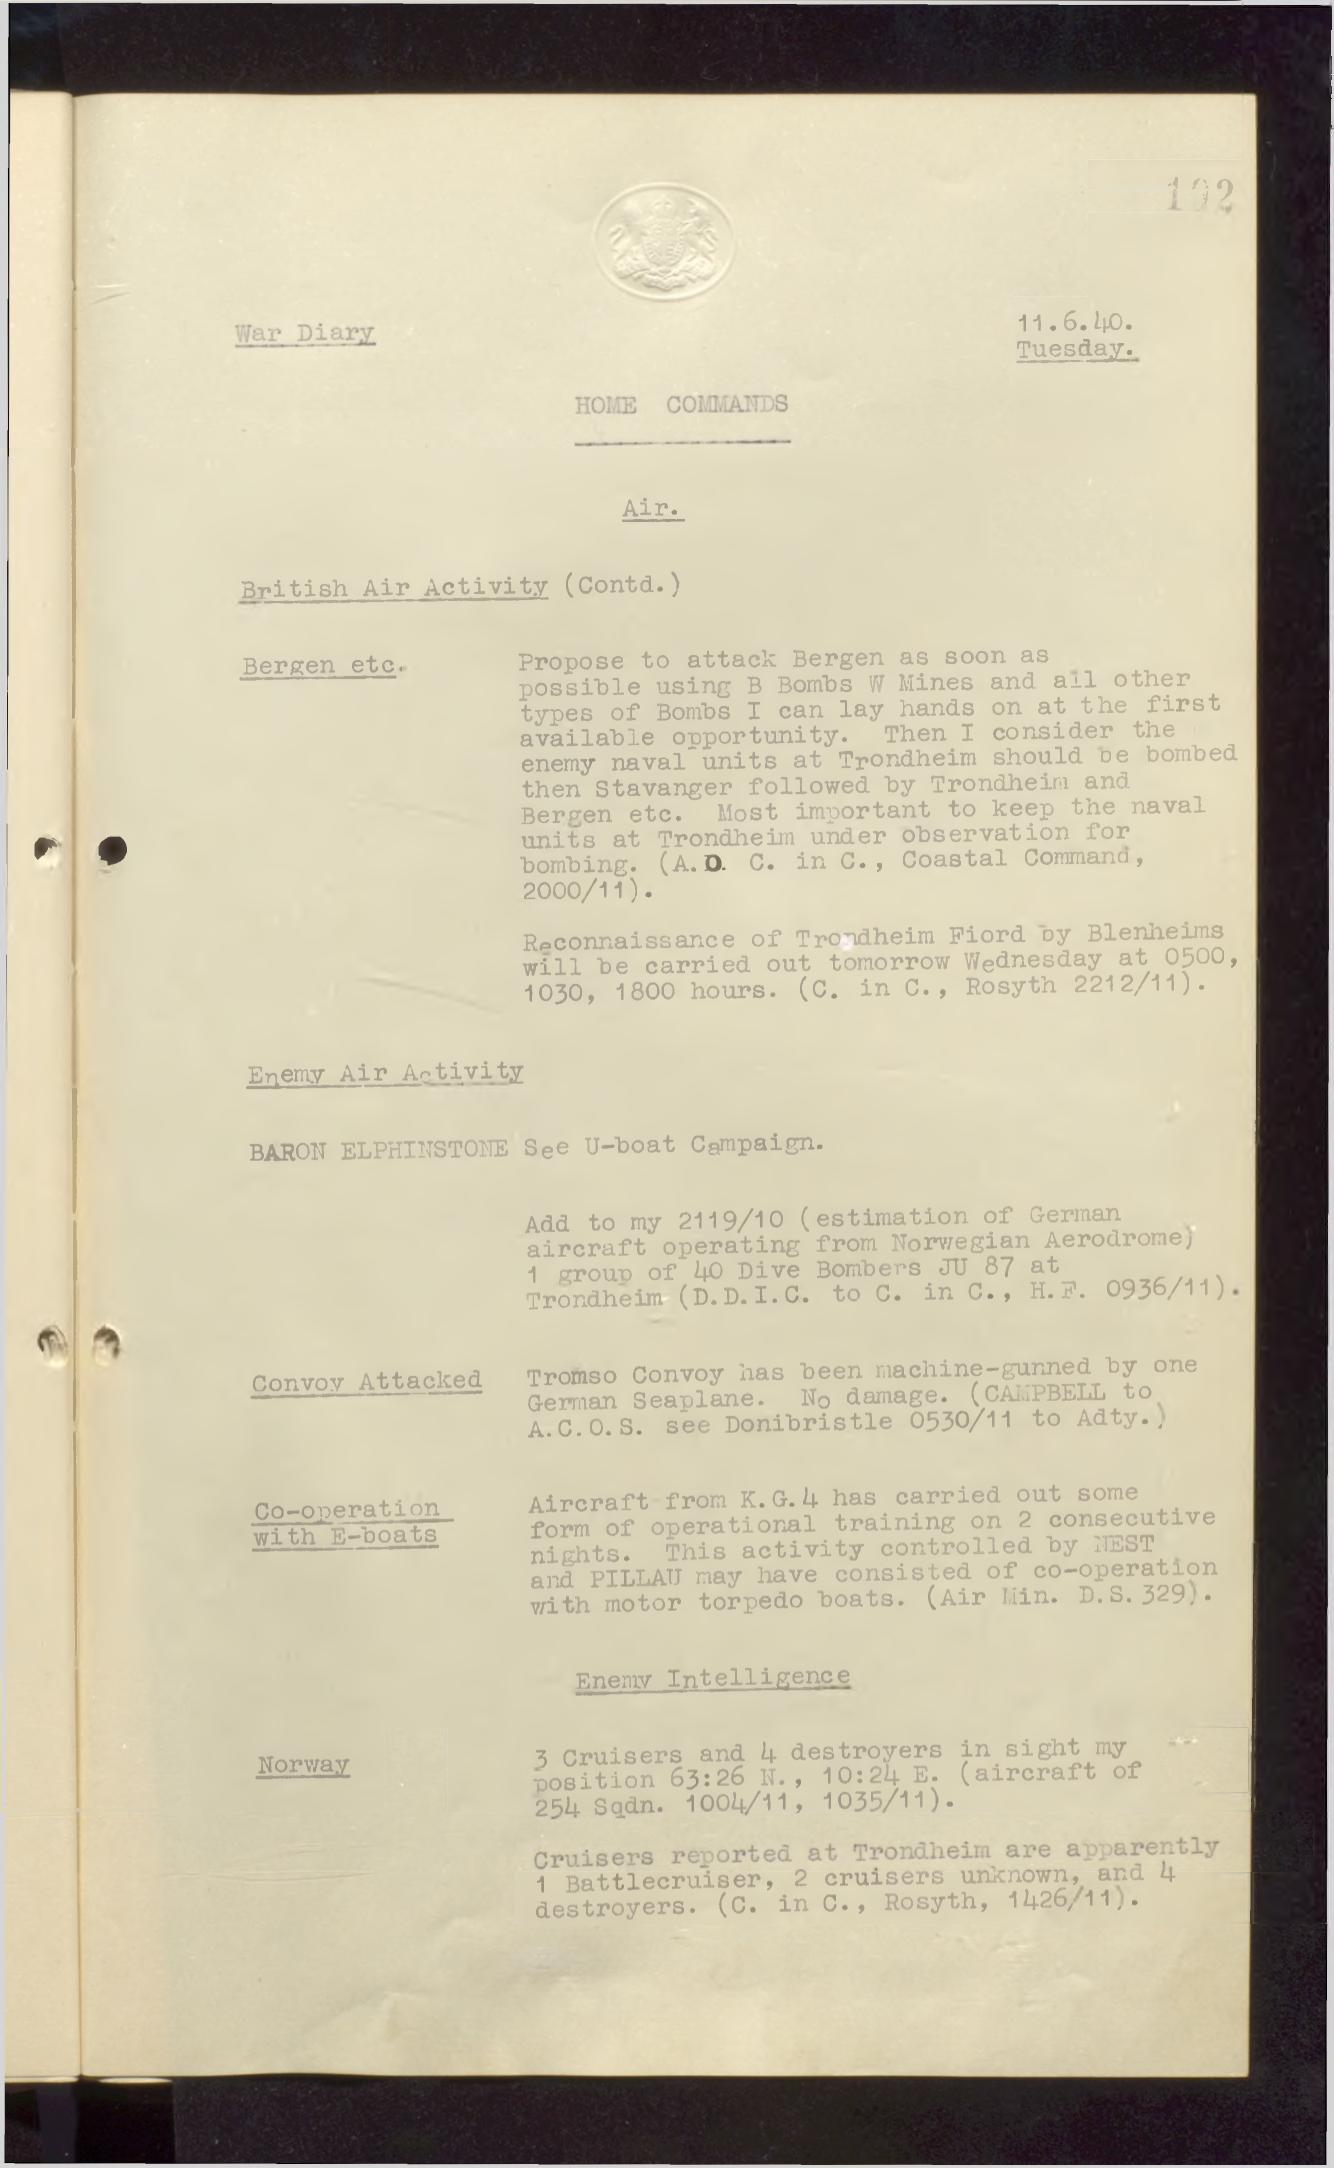 192
War Diary
11.6.40.
Tuesday.
HOME COMMANDS
Air.
British Air Activity (Contd.)
Bergen etc.
Propose to attack Bergen as soon as
possible using B Bombs W Mines and all other
types of Bombs I can lay hands on at the first
available opportunity. Then I consider the
enemy naval units at Trondheim should be bombed
then Stavanger followed by Trondheim and
Bergen etc. Most important to keep the naval
units at Trondheim under observation for
bombing. (A.O. C. in C., Coastal Command,
2000/11).
Reconnaissance of Trondheim Fiord by Blenheims
will be carried out tomorrow Wednesday at 0500,
1030, 1800 hours. (C. in C., Rosyth 2212/11).
Enemy Air Activity
BARON ELPHINSTONE See U-boat Campaign.
Add to my 2119/10 (estimation of German
aircraft operating from Norwegian Aerodrome)
1 group of 40 Dive Bombers JU 87 at
Trondheim (D.D.I.C. to C. in C., H.F. 0936/11).
Convoy Attacked
Tromso Convoy has been machine-gunned by one
German Seaplane. No damage. (CAMPBELL to
A.C.O.S. see Donibristle 0530/11 to Adty.)
Co-operation
with E-boats
Aircraft from K.G.4 has carried out some
form of operational training on 2 consecutive
nights. This activity controlled by NEST
and PILLAU may have consisted of co-operation
with motor torpedo boats. (Air Min. D.S.329).
Enemy Intelligence
Norway
3 Cruisers and 4 destroyers in sight my
position 63:26 N., 10:24 E. (aircraft of
254 Sqdn. 1004/11, 1035/11).
Cruisers reported at Trondheim are apparently
1 Battlecruiser, 2 cruisers unknown, and 4
destroyers. (C. in C., Rosyth, 1426/11).